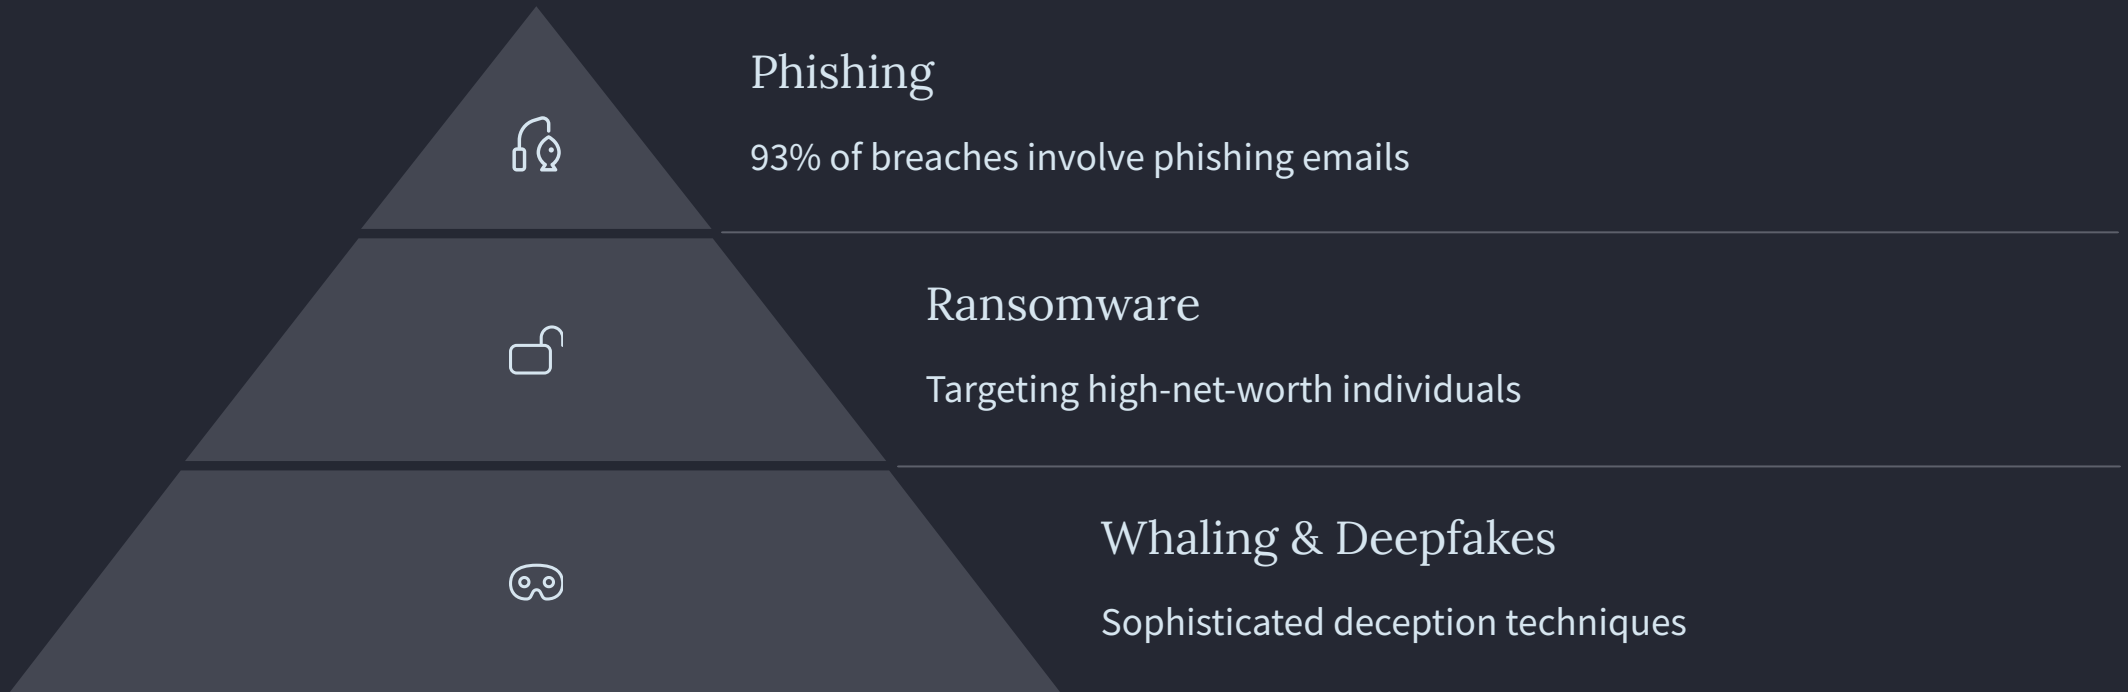 Phishing
93% of breaches involve phishing emails
Ransomware
Targeting high-net-worth individuals
Whaling & Deepfakes
Sophisticated deception techniques